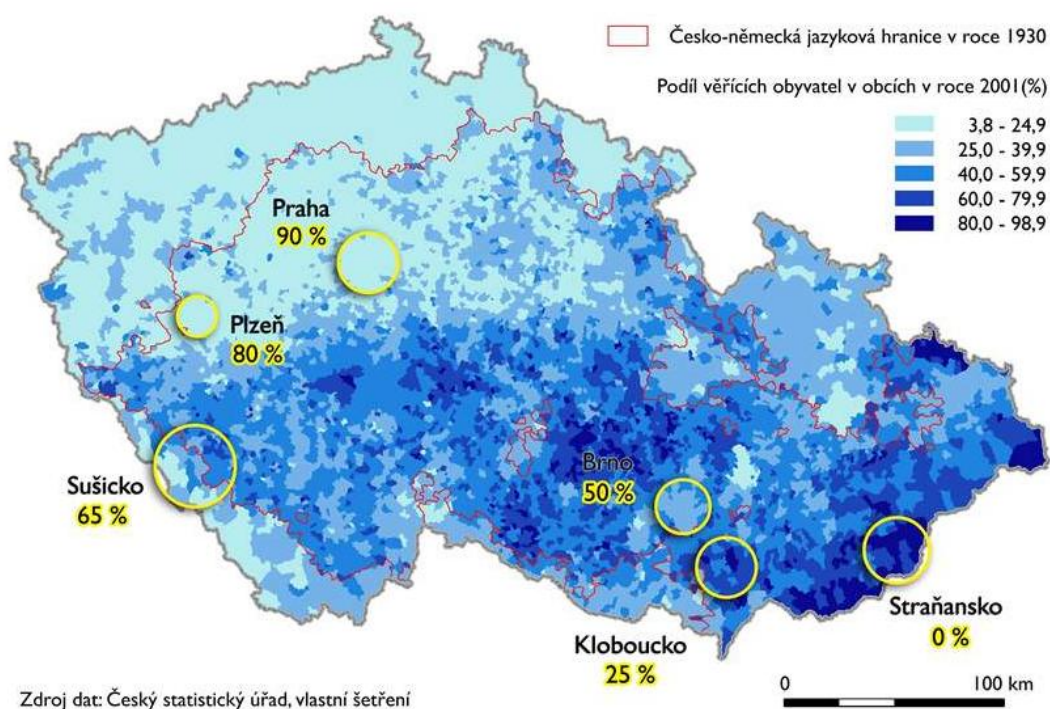 Česko-německá jazyková hranice v roce 1930
Podíl věřících obyvatel v obcích v roce 2001(%)
3,8 - 24,9
25,0 - 39,9
40,0 - 59,9
60,0 - 79,9
80,0 - 98,9
Praha
90 %
Plzeň
80 %
Sušicko
65 %
Brno
50 %
Straňansko
0 %
Kloboucko
25 %
Zdroj dat: Český statistický úřad, vlastní šetření
0 100 km